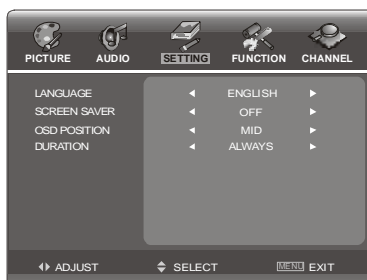 PICTURE AUDIO SETTING FUNCTION CHANNEL
LANGUAGE ENGLISH
SCREEN SAVER OFF
OSD POSITION MID
DURATION ALWAYS
ADJUST SELECT MENU EXIT